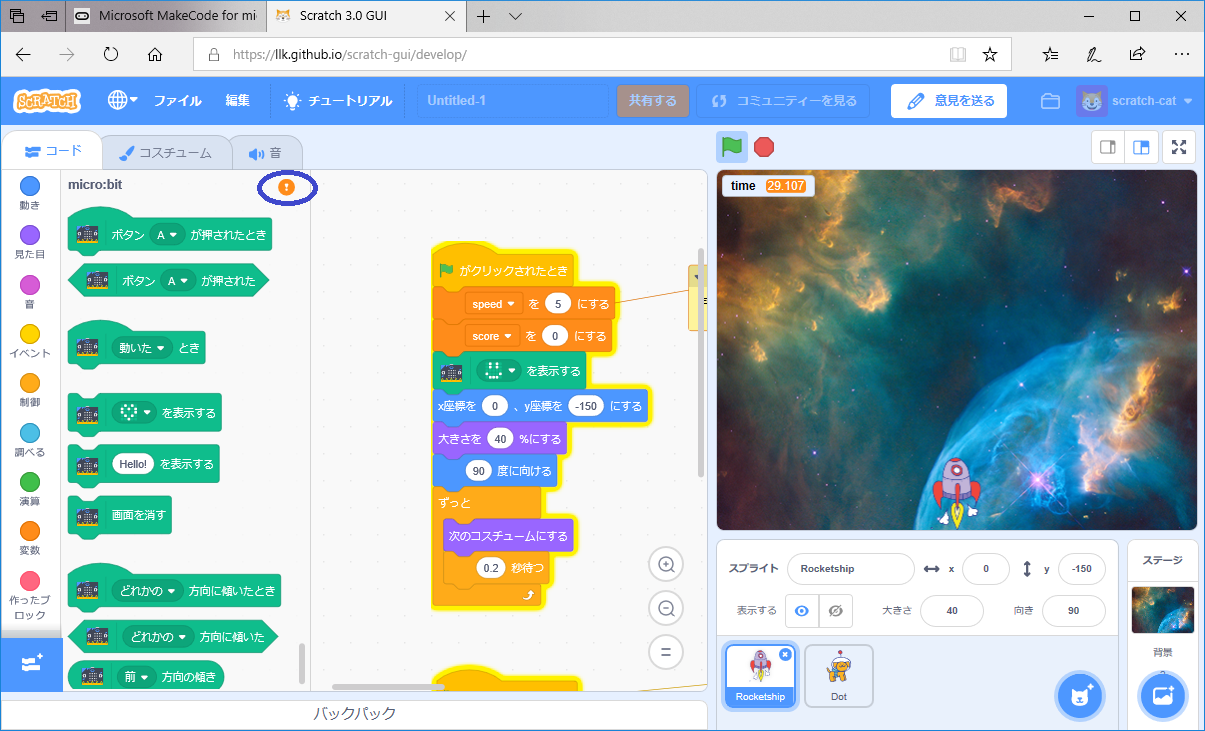 Microsoft MakeCode for mi
Scratch 3.0 GUI
https://llk.github.io/scratch-gui/develop/
SCRATCH
ファイル
編集
チュートリアル
Untitled-1
共有する
コミュニティーを見る
意見を送る
scratch-cat
コード
コスチューム
音
動き
見た目
音
イベント
制御
調べる
演算
変数
作ったブ
ロック
micro:bit
ボタン A が押されたとき
ボタン A が押された
動いた とき
を表示する
Hello! を表示する
画面を消す
どれかの 方向に傾いたとき
どれかの 方向に傾いた
前 方向の傾き
がクリックされたとき
speed を 5 にする
score を 0 にする
を表示する
x座標を 0 、y座標を -150 にする
大きさを 40 %にする
90 度に向ける
ずっと
次のコスチュームにする
0.2 秒待つ
バックパック
time 29.107
スプライト Rocketship x 0 y -150
表示する 大きさ 40 向き 90
Rocketship
Dot
ステージ
背景